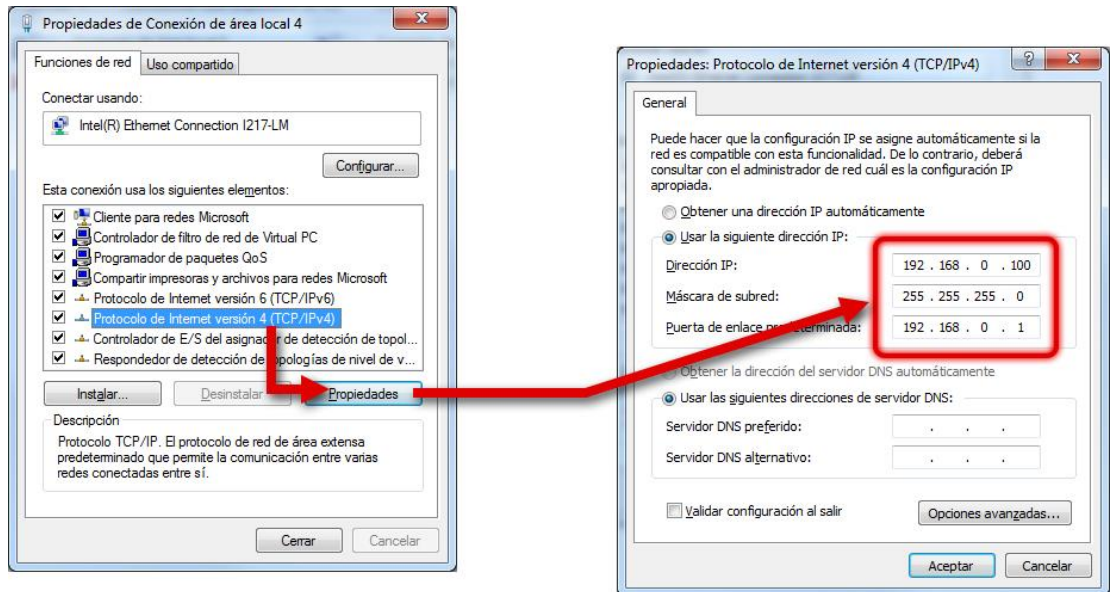 Propiedades de Conexión de área local 4
Funciones de red
Uso compartido
Conectar usando:
Intel(R) Ethernet Connection I217-LM
Configurar...
Esta conexión usa los siguientes elementos:
Cliente para redes Microsoft
Controlador de filtro de red de Virtual PC
Programador de paquetes QoS
Compartir impresoras y archivos para redes Microsoft
Protocolo de Internet versión 6 (TCP/IPv6)
Protocolo de Internet versión 4 (TCP/IPv4)
Controlador de E/S del asignador de detección de topol...
Respondedor de detección de topologías de nivel de v...
Instalar...
Desinstalar
Propiedades
Descripción
Protocolo TCP/IP. El protocolo de red de área extensa
predeterminado que permite la comunicación entre varias
redes conectadas entre sí.
Cerrar
Cancelar
Propiedades: Protocolo de Internet versión 4 (TCP/IPv4)
General
Puede hacer que la configuración IP se asigne automáticamente si la
red es compatible con esta funcionalidad. De lo contrario, deberá
consultar con el administrador de red cuál es la configuración IP
apropiada.
Obtener una dirección IP automáticamente
Usar la siguiente dirección IP:
Dirección IP: 192 . 168 . 0 . 100
Máscara de subred: 255 . 255 . 255 . 0
Puerta de enlace predeterminada: 192 . 168 . 0 . 1
Obtener la dirección del servidor DNS automáticamente
Usar las siguientes direcciones de servidor DNS:
Servidor DNS preferido: . . .
Servidor DNS alternativo: . . .
Validar configuración al salir
Opciones avanzadas...
Aceptar
Cancelar